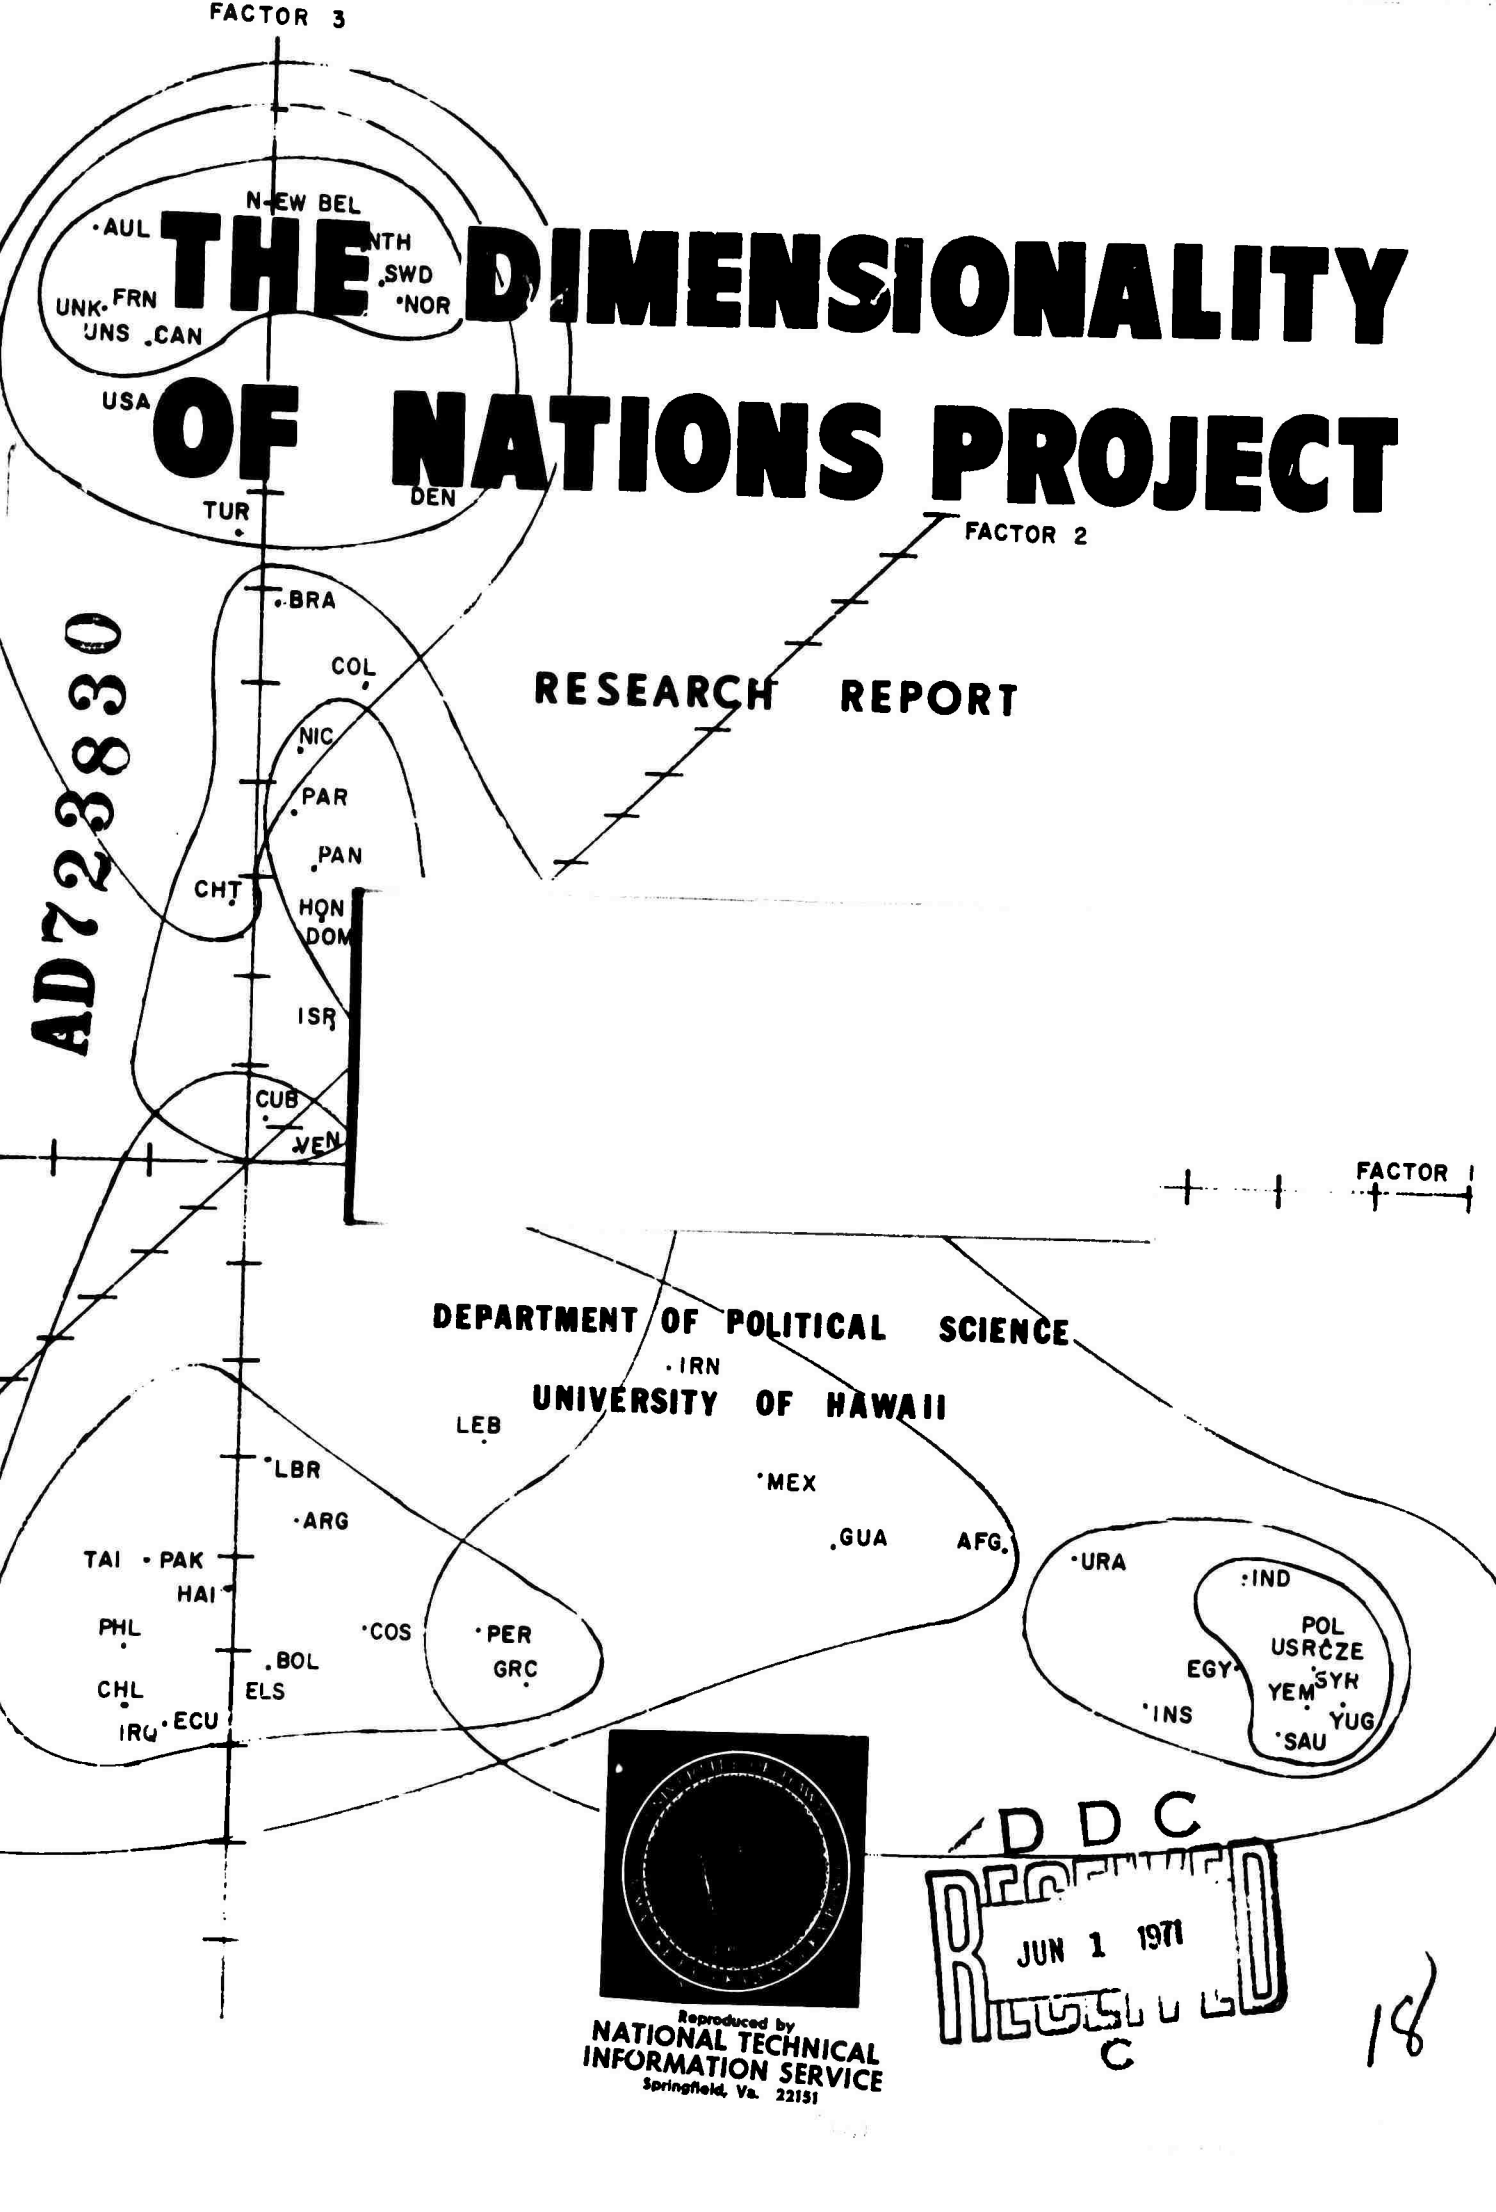 FACTOR 3
N-EW BEL
.AUL
NTH
.SWD
UNK. FRN
.NOR
UNS .CAN
THE DIMENSIONALITY
USA
OF NATIONS PROJECT
TUR
DEN
FACTOR 2
.BRA
COL
RESEARCH REPORT
NIC
PAR
.PAN
CHT
HON
DOM
AD723830
ISR
CUB
.VEN
FACTOR 1
DEPARTMENT OF POLITICAL SCIENCE
.IRN
UNIVERSITY OF HAWAII
LEB
.LBR
.MEX
.ARG
.GUA
AFG.
TAI . PAK
.URA
HAI
.IND
PHL
.COS
.PER
POL
USR CZE
.BOL
GRC
EGY
SYR
CHL
ELS
YEM
.INS
YUG
IRQ .ECU
.SAU
D D C
RECEIVED
JUN 1 1971
C
18
Reproduced by
NATIONAL TECHNICAL
INFORMATION SERVICE
Springfield, Va. 22151